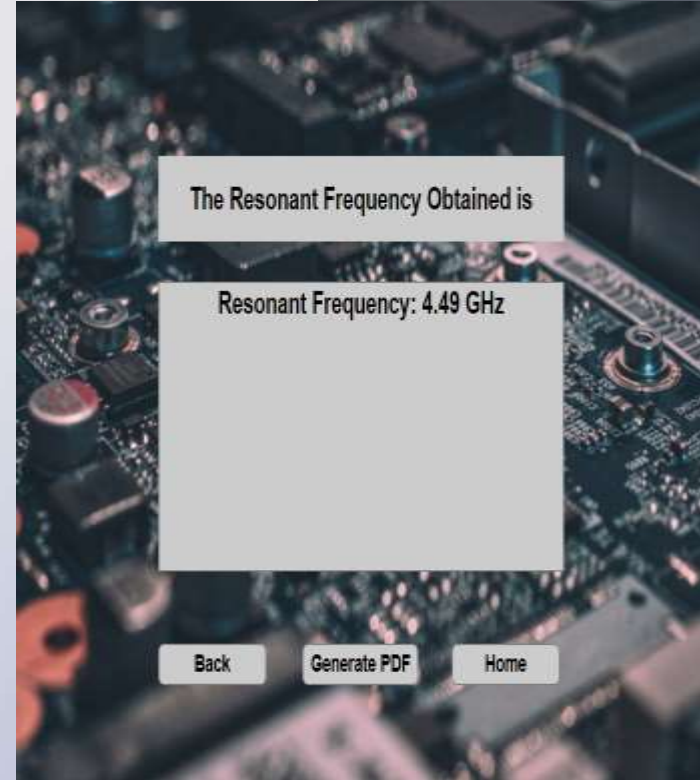 The Resonant Frequency Obtained is
Resonant Frequency: 4.49 GHz
Back
Generate PDF
Home